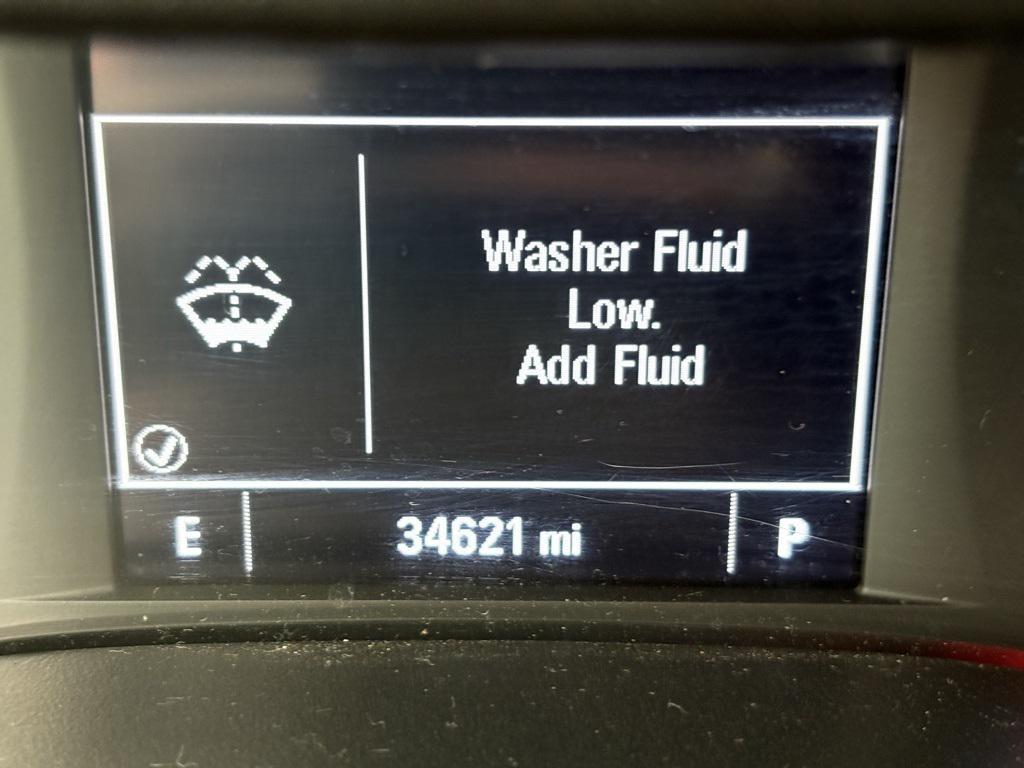 Washer Fluid
Low.
Add Fluid
E 34621 mi P